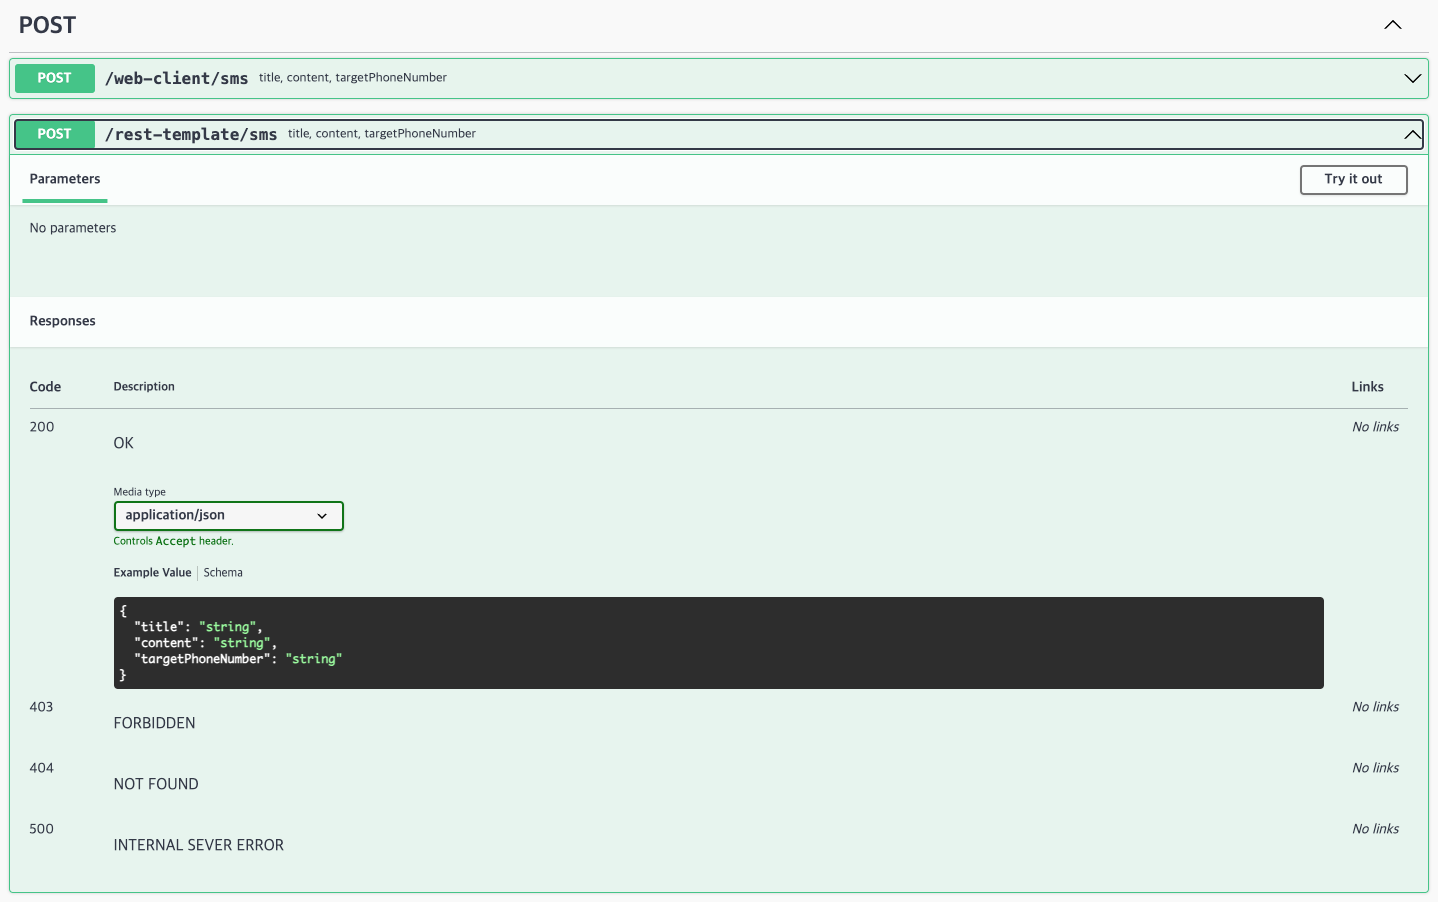 POST
POST /web-client/sms title, content, targetPhoneNumber
POST /rest-template/sms title, content, targetPhoneNumber
Parameters Try it out
No parameters
Responses
Code Description Links
200 No links
OK
Media type
application/json
Controls Accept header.
Example Value Schema
{
"title": "string",
"content": "string",
"targetPhoneNumber": "string"
}
403 No links
FORBIDDEN
404 No links
NOT FOUND
500 No links
INTERNAL SEVER ERROR